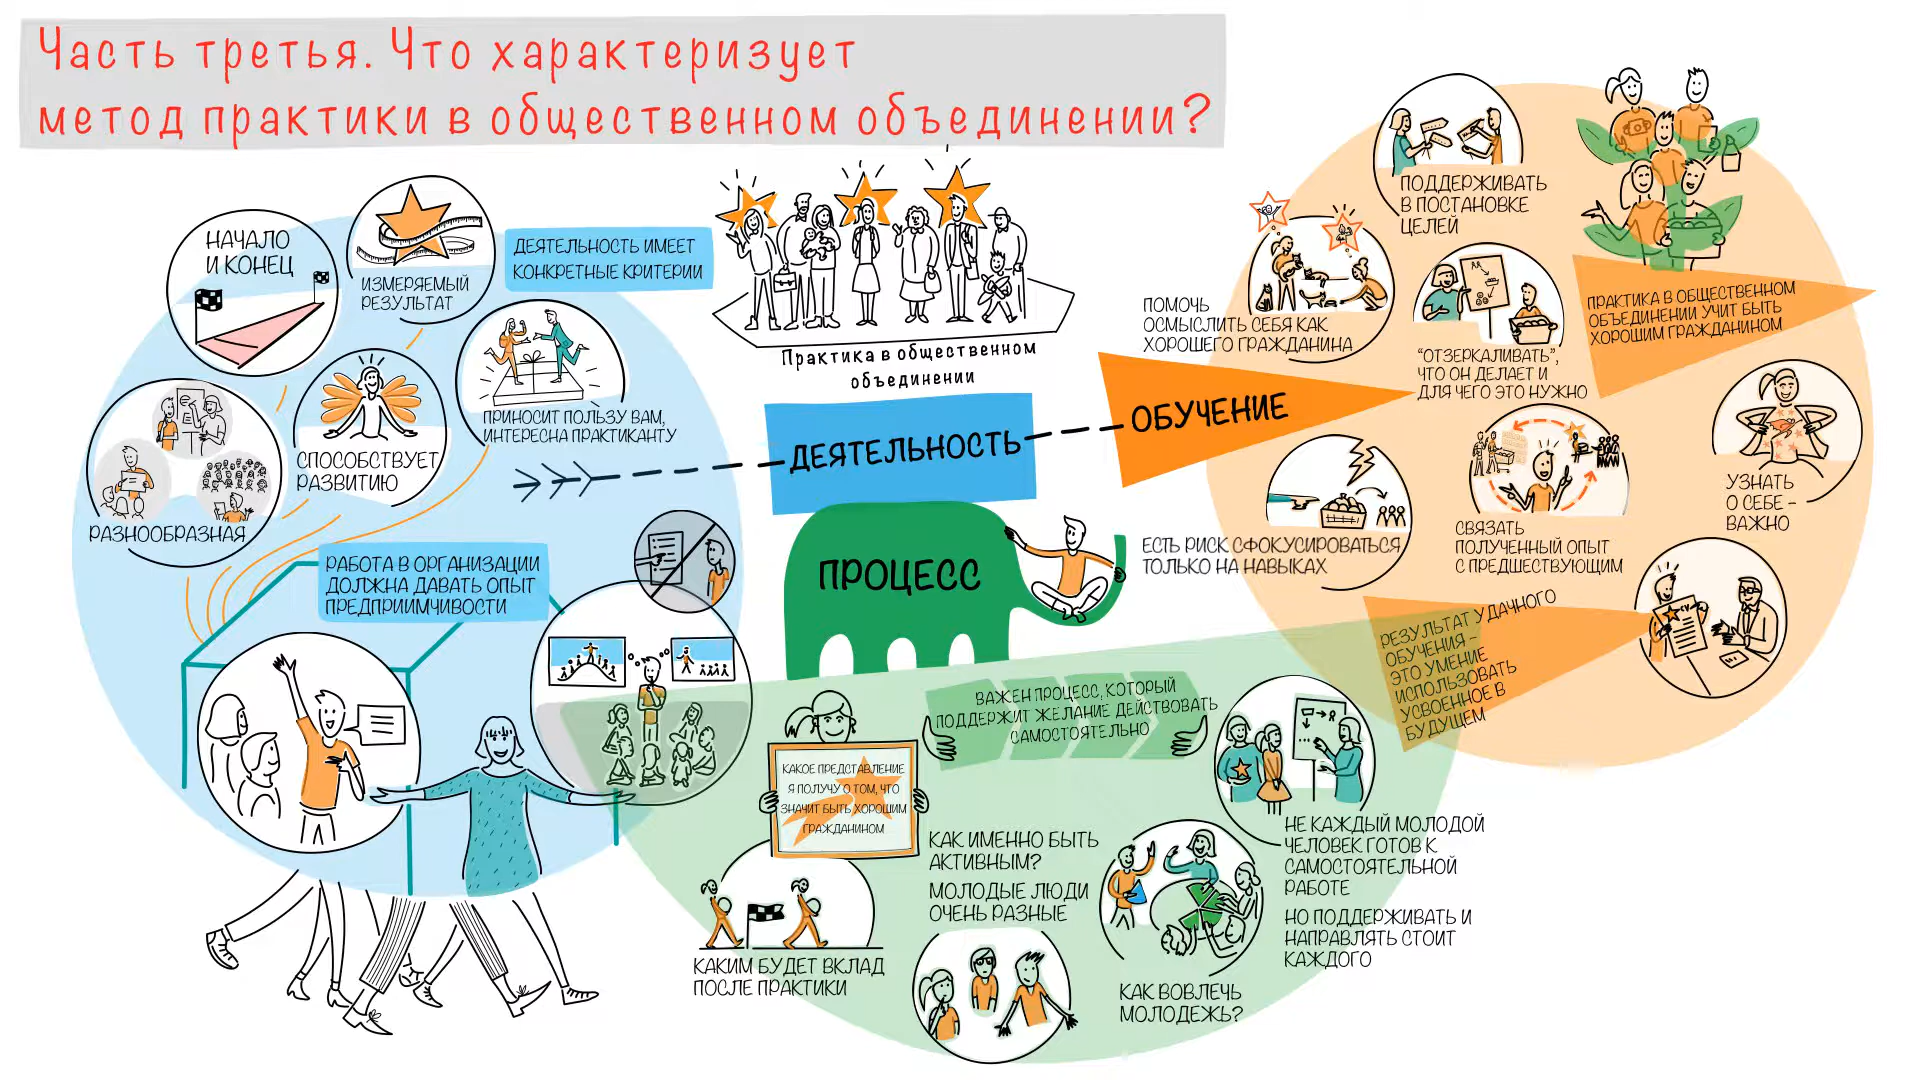 Часть третья. Что характеризует
метод практики в общественном объединении?
НАЧАЛО
И КОНЕЦ
ИЗМЕРЯЕМЫЙ
РЕЗУЛЬТАТ
ДЕЯТЕЛЬНОСТЬ ИМЕЕТ
КОНКРЕТНЫЕ КРИТЕРИИ
ПРИНОСИТ ПОЛЬЗУ ВАМ,
ИНТЕРЕСНА ПРАКТИКАНТУ
СПОСОБСТВУЕТ
РАЗВИТИЮ
РАЗНООБРАЗНАЯ
РАБОТА В ОРГАНИЗАЦИИ
ДОЛЖНА ДАВАТЬ ОПЫТ
ПРЕДПРИИМЧИВОСТИ
Практика в общественном
объединении
ДЕЯТЕЛЬНОСТЬ
ОБУЧЕНИЕ
ПРОЦЕСС
ПОМОЧЬ
ОСМЫСЛИТЬ СЕБЯ КАК
ХОРОШЕГО ГРАЖДАНИНА
ПОДДЕРЖИВАТЬ
В ПОСТАНОВКЕ
ЦЕЛЕЙ
"ОТЗЕРКАЛИВАТЬ",
ЧТО ОН ДЕЛАЕТ И
ДЛЯ ЧЕГО ЭТО НУЖНО
ПРАКТИКА В ОБЩЕСТВЕННОМ
ОБЪЕДИНЕНИИ УЧИТ БЫТЬ
ХОРОШИМ ГРАЖДАНИНОМ
УЗНАТЬ
О СЕБЕ -
ВАЖНО
СВЯЗАТЬ
ПОЛУЧЕННЫЙ ОПЫТ
С ПРЕДШЕСТВУЮЩИМ
ЕСТЬ РИСК СФОКУСИРОВАТЬСЯ
ТОЛЬКО НА НАВЫКАХ
РЕЗУЛЬТАТ УДАЧНОГО
ОБУЧЕНИЯ -
ЭТО УМЕНИЕ
ИСПОЛЬЗОВАТЬ
УСВОЕННОЕ В
БУДУЩЕМ
CV
ВАЖЕН ПРОЦЕСС, КОТОРЫЙ
ПОДДЕРЖИТ ЖЕЛАНИЕ ДЕЙСТВОВАТЬ
САМОСТОЯТЕЛЬНО
КАКОЕ ПРЕДСТАВЛЕНИЕ
Я ПОЛУЧУ О ТОМ, ЧТО
ЗНАЧИТ БЫТЬ ХОРОШИМ
ГРАЖДАНИНОМ
КАК ИМЕННО БЫТЬ
АКТИВНЫМ?
МОЛОДЫЕ ЛЮДИ
ОЧЕНЬ РАЗНЫЕ
КАКИМ БУДЕТ ВКЛАД
ПОСЛЕ ПРАКТИКИ
КАК ВОВЛЕЧЬ
МОЛОДЕЖЬ?
НЕ КАЖДЫЙ МОЛОДОЙ
ЧЕЛОВЕК ГОТОВ К
САМОСТОЯТЕЛЬНОЙ
РАБОТЕ
НО ПОДДЕРЖИВАТЬ И
НАПРАВЛЯТЬ СТОИТ
КАЖДОГО